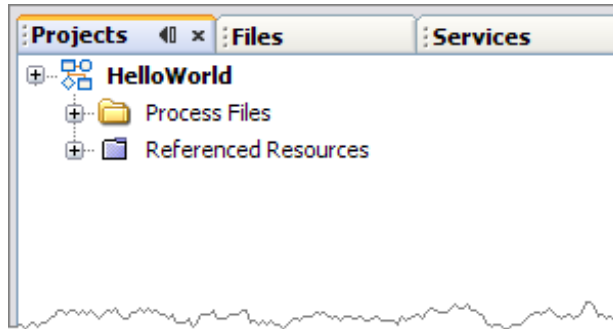 Projects Files Services
HelloWorld
Process Files
Referenced Resources